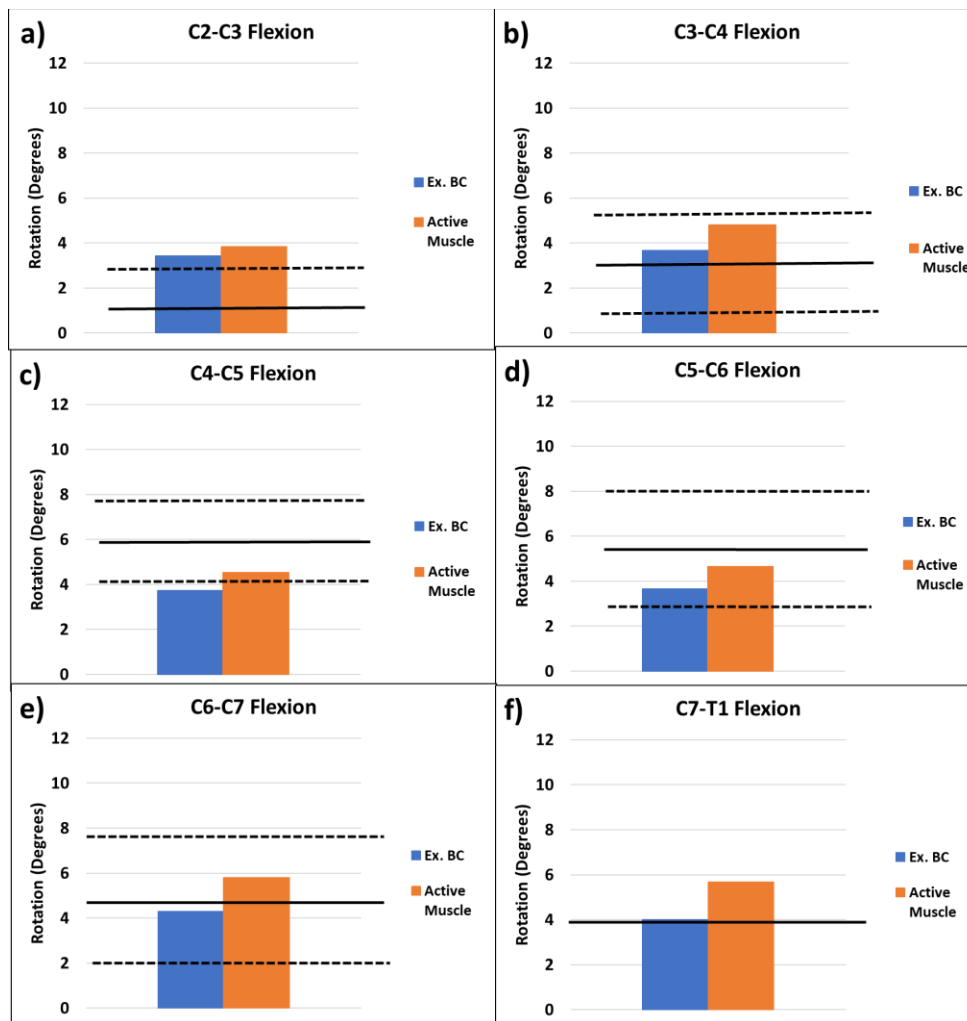 a)
C2-C3 Flexion
12
10
8
6
4
2
0
Rotation (Degrees)
Ex. BC
Active
Muscle
b)
C3-C4 Flexion
12
10
8
6
4
2
0
Rotation (Degrees)
Ex. BC
Active
Muscle
c)
C4-C5 Flexion
12
10
8
6
4
2
0
Rotation (Degrees)
Ex. BC
Active
Muscle
d)
C5-C6 Flexion
12
10
8
6
4
2
0
Rotation (Degrees)
Ex. BC
Active
Muscle
e)
C6-C7 Flexion
12
10
8
6
4
2
0
Rotation (Degrees)
Ex. BC
Active
Muscle
f)
C7-T1 Flexion
12
10
8
6
4
2
0
Rotation (Degrees)
Ex. BC
Active
Muscle